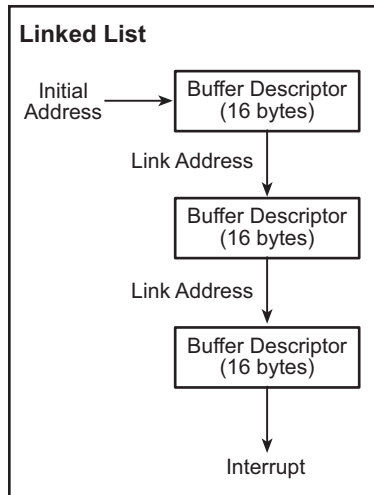 Linked List
Initial
Address
Buffer Descriptor
(16 bytes)
Link Address
Buffer Descriptor
(16 bytes)
Link Address
Buffer Descriptor
(16 bytes)
Interrupt